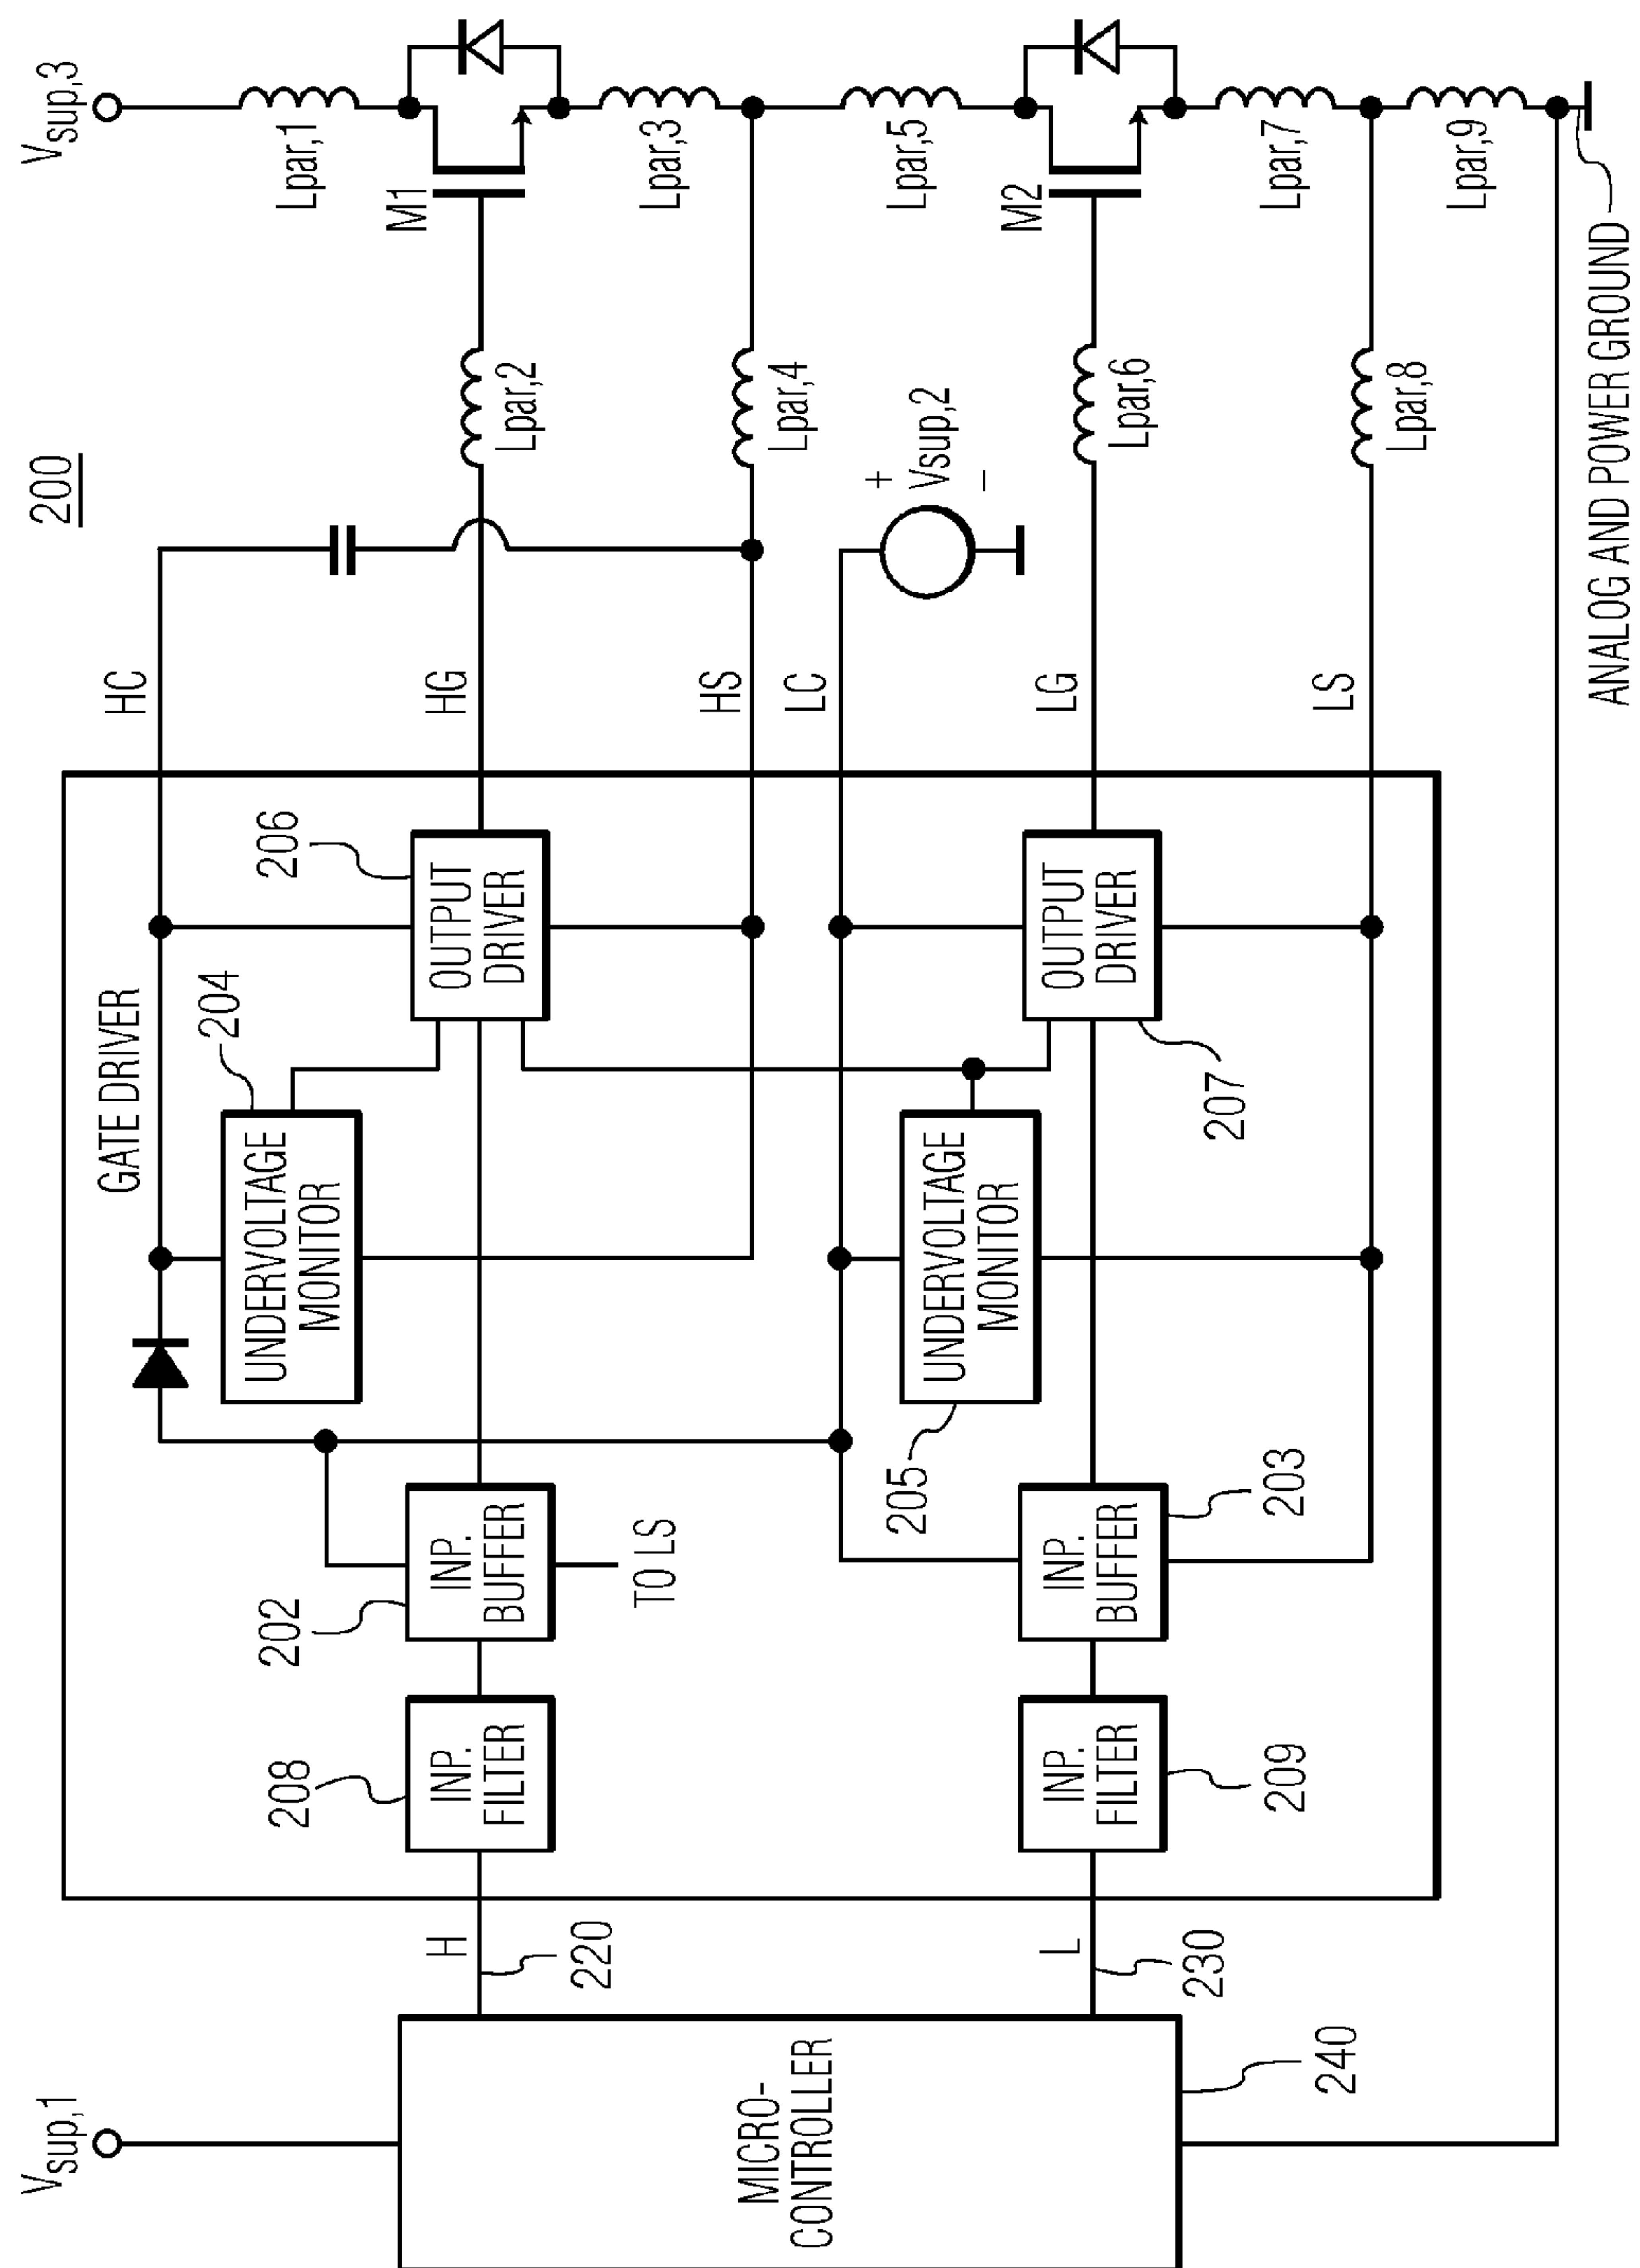 200
Vsup,1
Vsup,3
GATE DRIVER
HC
Lpar,1
204
206
UNDERVOLTAGE
MONITOR
M1
208
202
H
220
INP.
FILTER
INP.
BUFFER
OUTPUT
DRIVER
HG
Lpar,2
TO LS
Lpar,3
HS
Lpar,4
MICRO-
CONTROLLER
LC
+
Vsup,2
–
Lpar,5
205
UNDERVOLTAGE
MONITOR
M2
L
230
INP.
FILTER
INP.
BUFFER
OUTPUT
DRIVER
LG
Lpar,6
209
203
207
Lpar,7
240
LS
Lpar,8
Lpar,9
ANALOG AND POWER GROUND